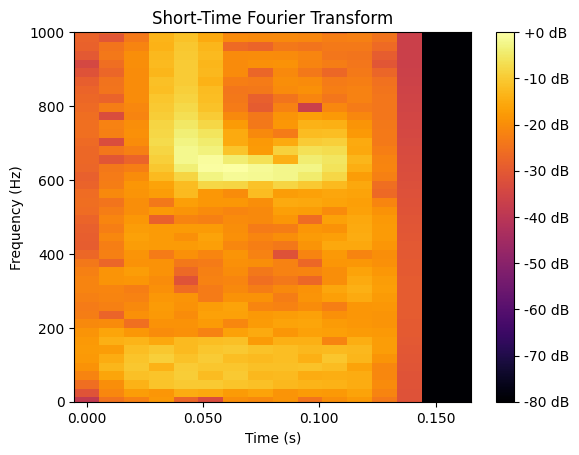 Short-Time Fourier Transform
1000
800
600
400
200
0
Frequency (Hz)
0.000
0.050
0.100
0.150
Time (s)
+0 dB
-10 dB
-20 dB
-30 dB
-40 dB
-50 dB
-60 dB
-70 dB
-80 dB